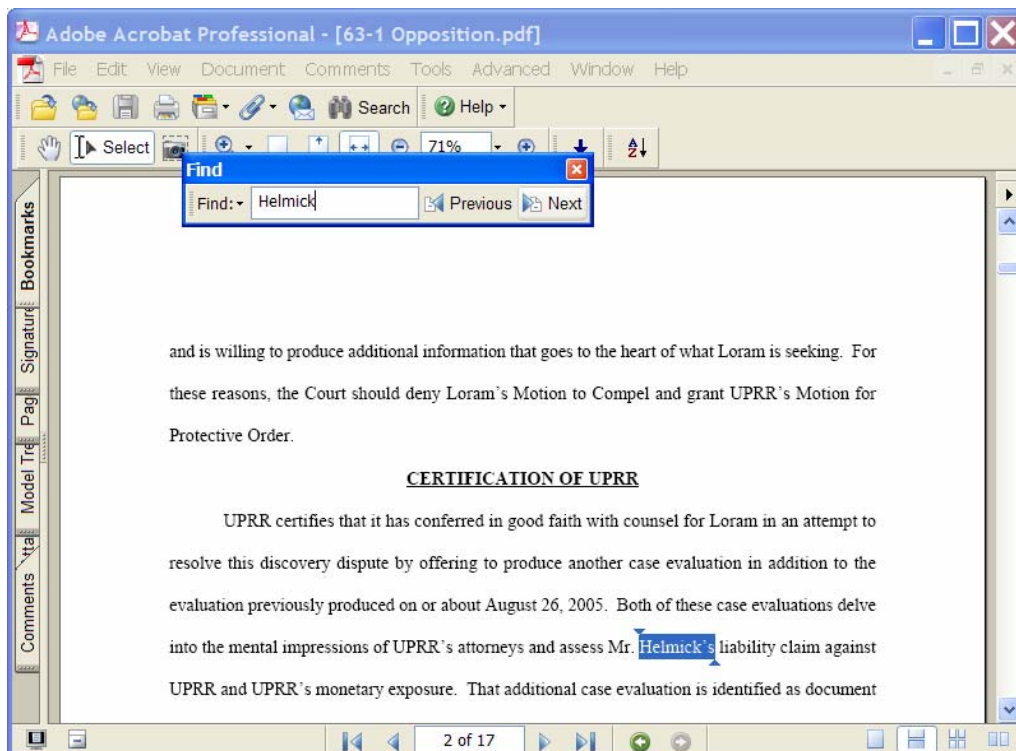 Adobe Acrobat Professional - [63-1 Opposition.pdf]
File Edit View Document Comments Tools Advanced Window Help
Search Help
Select 71%
Find
Find: Helmick Previous Next
Bookmarks
Signature
Pag
Model Tre
tta
Comments
and is willing to produce additional information that goes to the heart of what Loram is seeking. For
these reasons, the Court should deny Loram's Motion to Compel and grant UPRR's Motion for
Protective Order.
CERTIFICATION OF UPRR
UPRR certifies that it has conferred in good faith with counsel for Loram in an attempt to
resolve this discovery dispute by offering to produce another case evaluation in addition to the
evaluation previously produced on or about August 26, 2005. Both of these case evaluations delve
into the mental impressions of UPRR's attorneys and assess Mr. Helmick's liability claim against
UPRR and UPRR's monetary exposure. That additional case evaluation is identified as document
2 of 17